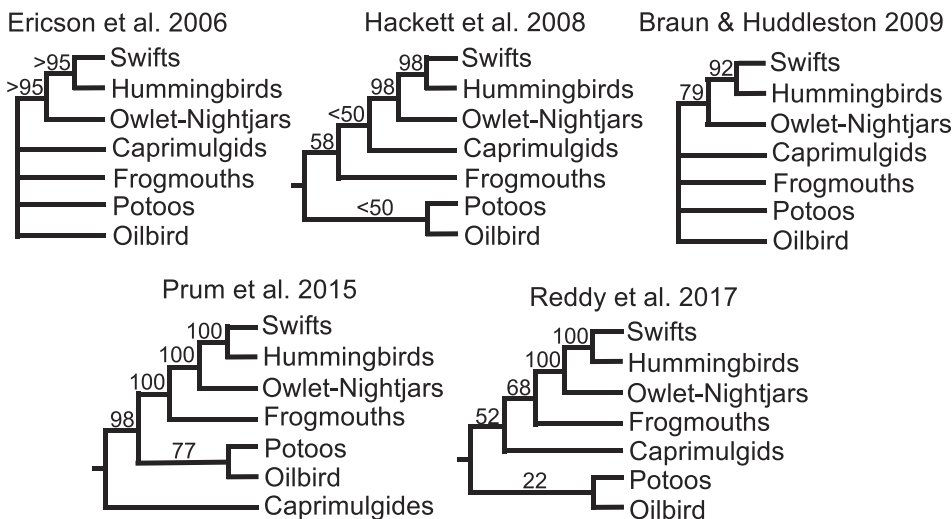 Ericson et al. 2006
>95
>95
Swifts
Hummingbirds
Owlet-Nightjars
Caprimulgids
Frogmouths
Potoos
Oilbird
Hackett et al. 2008
98
98
<50
58
<50
Swifts
Hummingbirds
Owlet-Nightjars
Caprimulgids
Frogmouths
Potoos
Oilbird
Braun & Huddleston 2009
92
79
Swifts
Hummingbirds
Owlet-Nightjars
Caprimulgids
Frogmouths
Potoos
Oilbird
Prum et al. 2015
100
100
100
98
77
Swifts
Hummingbirds
Owlet-Nightjars
Frogmouths
Potoos
Oilbird
Caprimulgides
Reddy et al. 2017
100
100
68
52
22
Swifts
Hummingbirds
Owlet-Nightjars
Frogmouths
Caprimulgids
Potoos
Oilbird